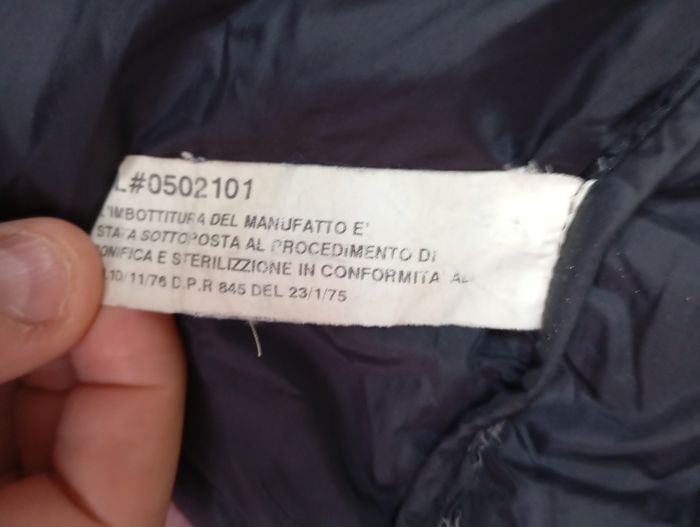 L#0502101
L'IMBOTTITURA DEL MANUFATTO E'
STATA SOTTOPOSTA AL PROCEDIMENTO DI
ONIFICA E STERILIZZIONE IN CONFORMITA AL
.10/11/76 D.P.R 845 DEL 23/1/75